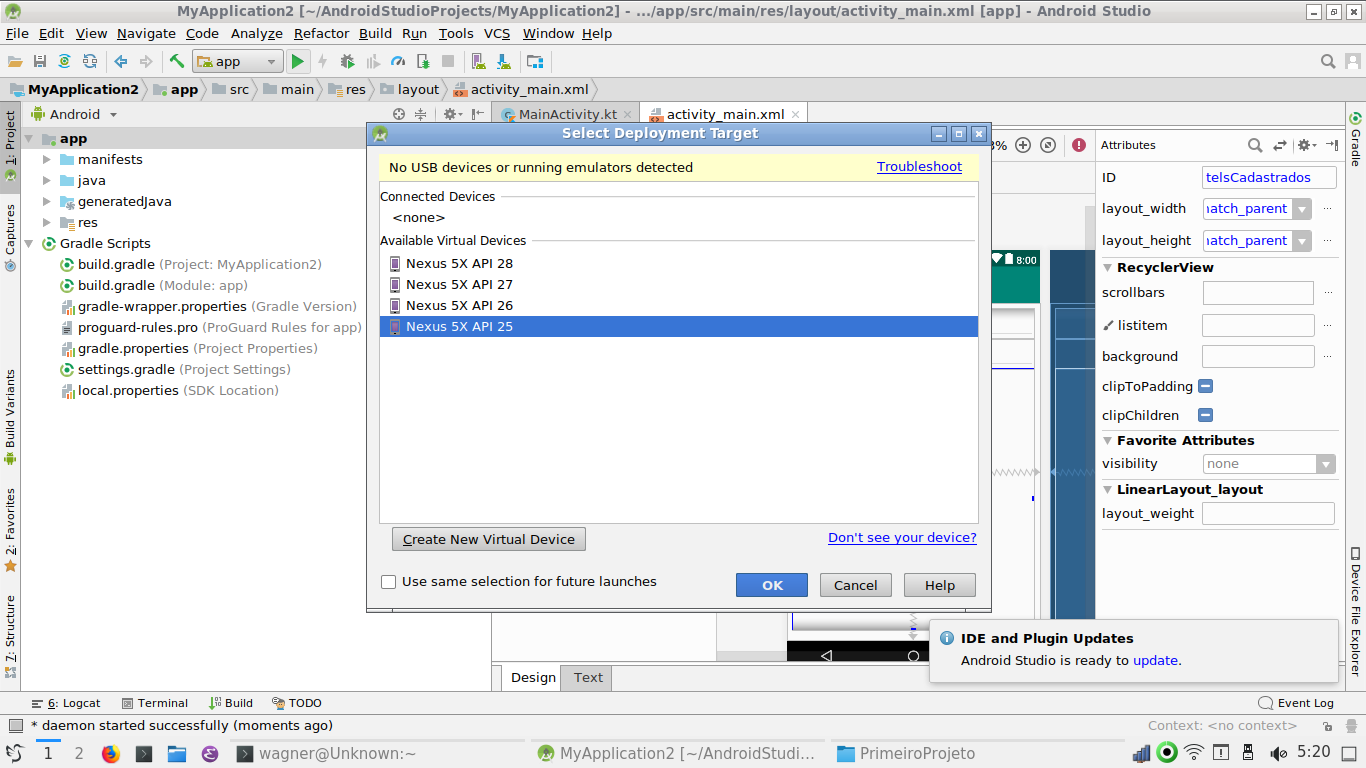 MyApplication2 [~/AndroidStudioProjects/MyApplication2] - .../app/src/main/res/layout/activity_main.xml [app] - Android Studio
File Edit View Navigate Code Analyze Refactor Build Run Tools VCS Window Help
app
MyApplication2 app src main res layout activity_main.xml
1: Project
Captures
Build Variants
2: Favorites
7: Structure
Android
app
manifests
java
generatedJava
res
Gradle Scripts
build.gradle (Project: MyApplication2)
build.gradle (Module: app)
gradle-wrapper.properties (Gradle Version)
proguard-rules.pro (ProGuard Rules for app)
gradle.properties (Project Properties)
settings.gradle (Project Settings)
local.properties (SDK Location)
MainActivity.kt activity_main.xml
Select Deployment Target
No USB devices or running emulators detected Troubleshoot
Connected Devices
<none>
Available Virtual Devices
Nexus 5X API 28
Nexus 5X API 27
Nexus 5X API 26
Nexus 5X API 25
Create New Virtual Device Don't see your device?
Use same selection for future launches
OK Cancel Help
8:00
Attributes
ID telsCadastrados
layout_width
layout_height
RecyclerView
scrollbars
listitem
background
clipToPadding
clipChildren
Favorite Attributes
visibility none
LinearLayout_layout
layout_weight
Gradle
Device File Explorer
IDE and Plugin Updates
Android Studio is ready to update.
Design Text
6: Logcat Terminal Build TODO Event Log
* daemon started successfully (moments ago) Context: <no context>
1 2 wagner@Unknown:~ MyApplication2 [~/AndroidStudi... PrimeiroProjeto 5:20